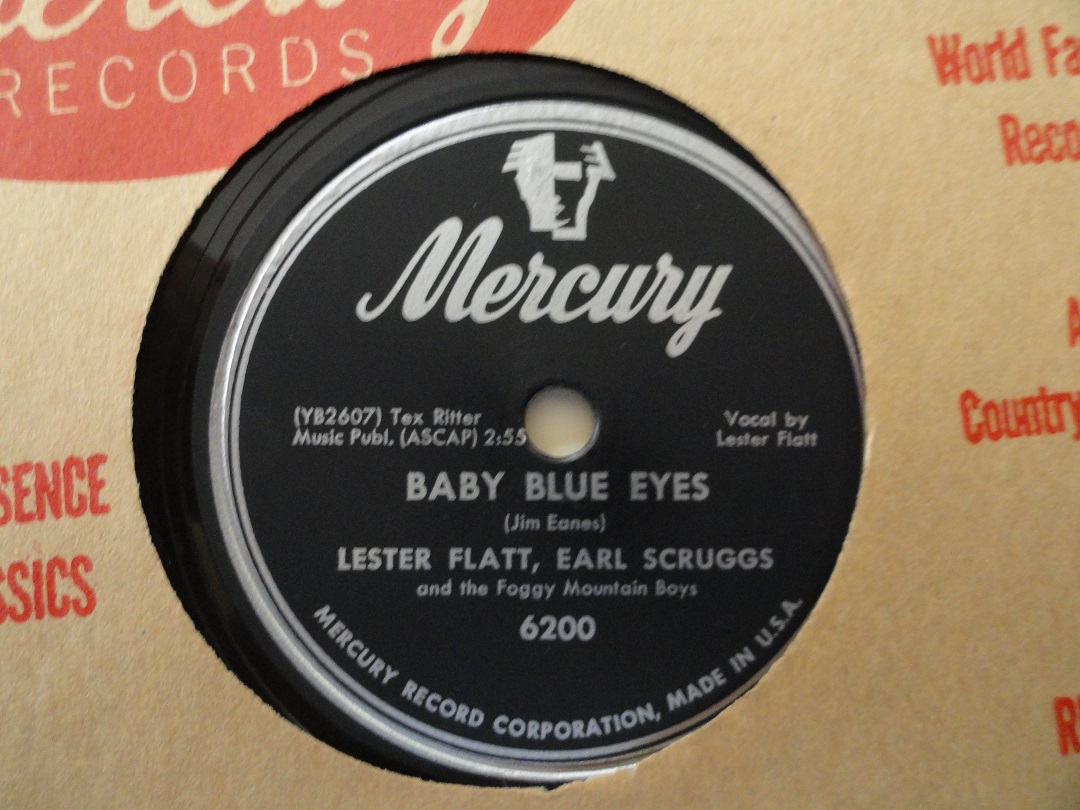 RECORDS
World Fa
Reco
Mercury
(YB2607) Tex Ritter
Music Publ. (ASCAP) 2:55
Vocal by
Lester Flatt
BABY BLUE EYES
(Jim Eanes)
LESTER FLATT, EARL SCRUGGS
and the Foggy Mountain Boys
6200
MERCURY RECORD CORPORATION, MADE IN U.S.A.
Country
SENCE
SSICS